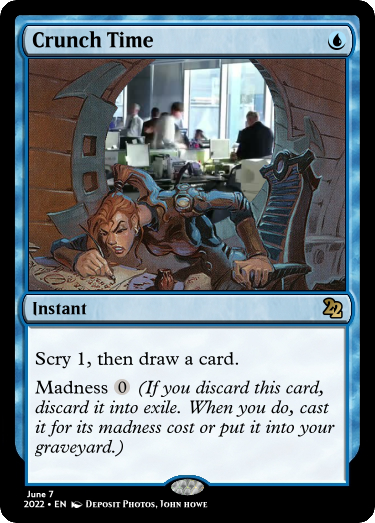 Crunch Time
Instant
22
Scry 1, then draw a card.
Madness 0 (If you discard this card,
discard it into exile. When you do, cast
it for its madness cost or put it into your
graveyard.)
June 7
2022 • EN Deposit Photos, John howe